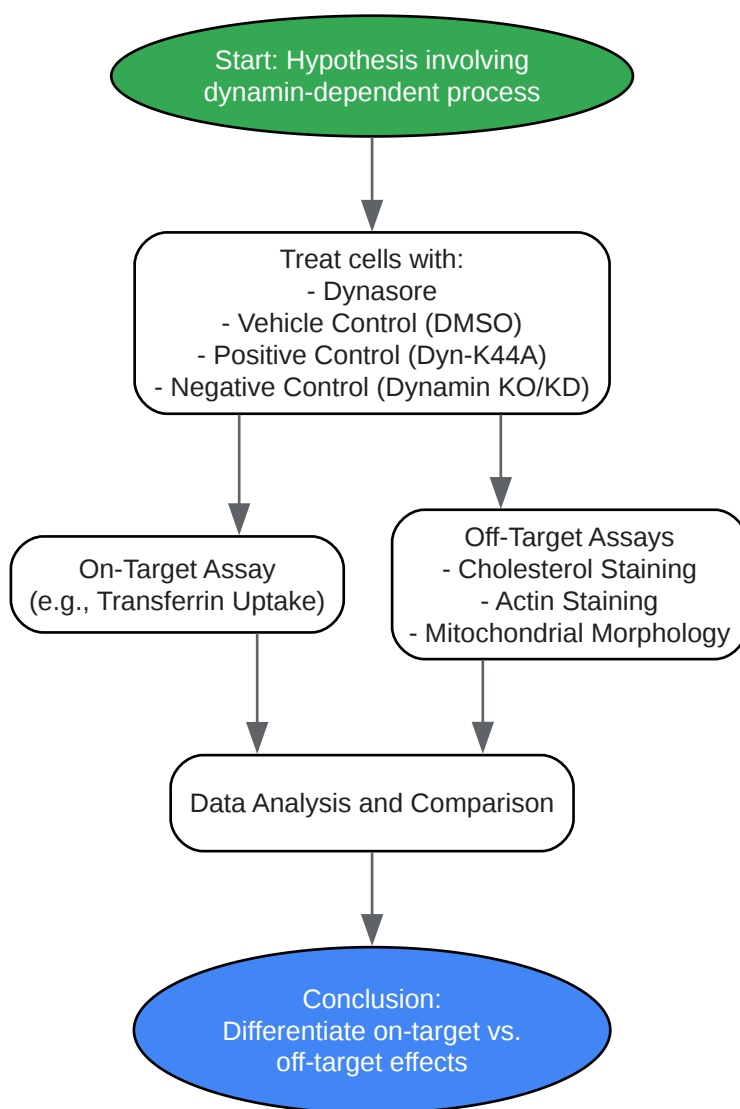 Start: Hypothesis involving
dynamin-dependent process
Treat cells with:
- Dynasore
- Vehicle Control (DMSO)
- Positive Control (Dyn-K44A)
- Negative Control (Dynamin KO/KD)
On-Target Assay
(e.g., Transferrin Uptake)
Off-Target Assays
- Cholesterol Staining
- Actin Staining
- Mitochondrial Morphology
Data Analysis and Comparison
Conclusion:
Differentiate on-target vs.
off-target effects